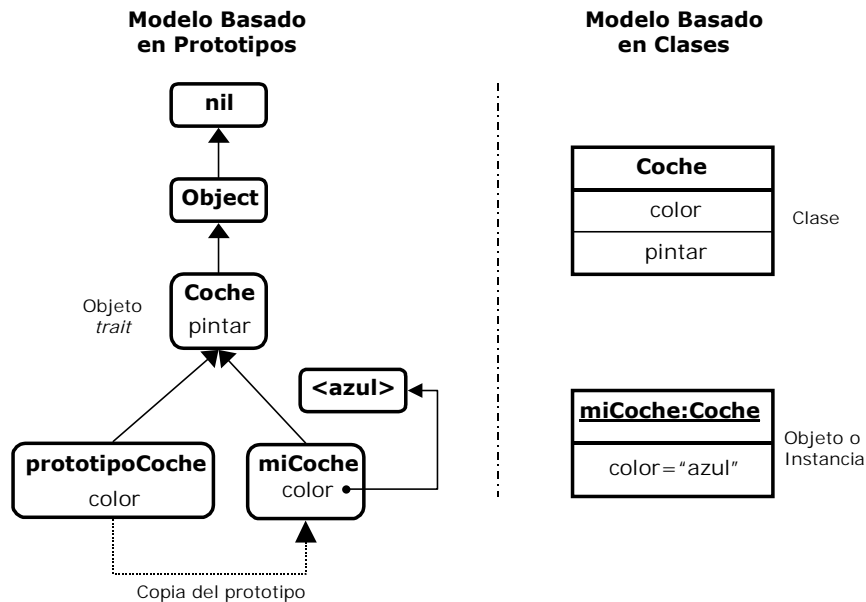 Modelo Basado
en Prototipos
nil
Object
Coche
pintar
Objeto
trait
<azul>
prototipoCoche
color
miCoche
color
Copia del prototipo
Modelo Basado
en Clases
Coche
color
pintar
Clase
miCoche:Coche
color=“azul”
Objeto o
Instancia